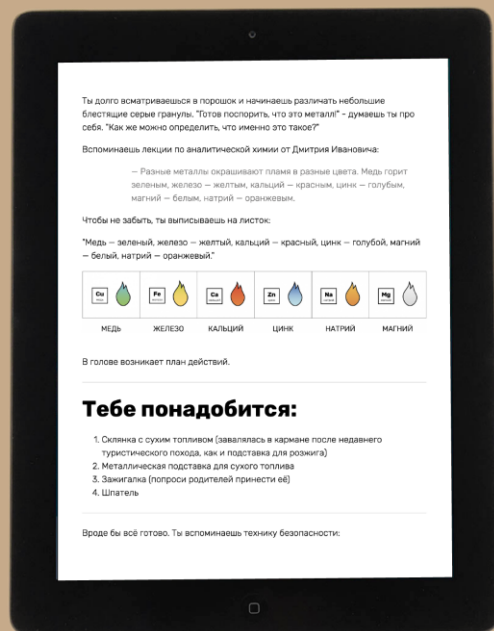 Ты долго всматриваешься в порошок и начинаешь различать небольшие
блестящие серые гранулы. "Готов поспорить, что это металл!" - думаешь ты про
себя. "Как же можно определить, что именно это такое?"
Вспоминаешь лекции по аналитической химии от Дмитрия Ивановича:
— Разные металлы окрашивают пламя в разные цвета. Медь горит
зеленым, железо — желтым, кальций — красным, цинк — голубым,
магний — белым, натрий — оранжевым.
Чтобы не забыть, ты выписываешь на листок:
"Медь — зеленый, железо — желтый, кальций — красный, цинк — голубой, магний
— белый, натрий — оранжевый."
Cu Fe Ca Zn Na Mg
МЕДЬ ЖЕЛЕЗО КАЛЬЦИЙ ЦИНК НАТРИЙ МАГНИЙ
В голове возникает план действий.
Тебе понадобится:
1. Склянка с сухим топливом (завалялась в кармане после недавнего
туристического похода, как и подставка для розжига)
2. Металлическая подставка для сухого топлива
3. Зажигалка (попроси родителей принести её)
4. Шпатель
Вроде бы всё готово. Ты вспоминаешь технику безопасности: